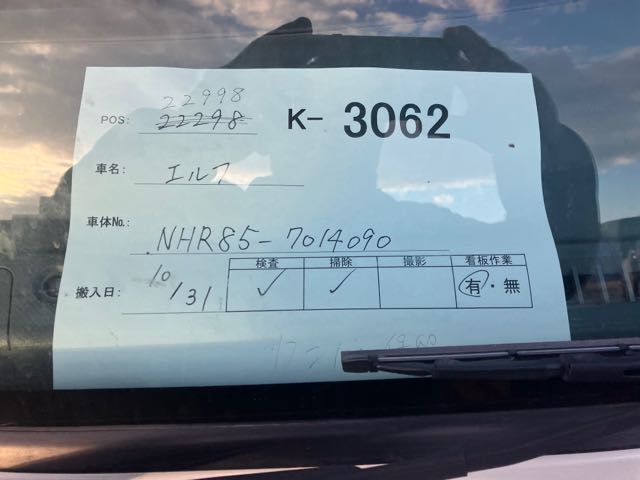 22998
POS: 22298 K- 3062
車名: エルフ
車体No.: NHR85-7014090
検査 掃除 撮影 看板作業
搬入日: 10/31 ✓ ✓ 有・無